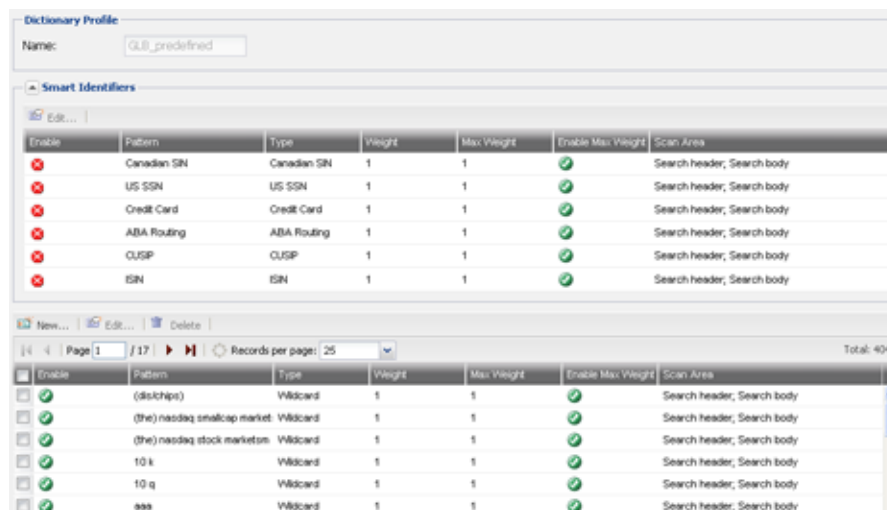 Dictionary Profile
Name: GLB_predefined
Smart Identifiers
Edit...
Enable Pattern Type Weight Max Weight Enable Max Weight Scan Area
Canadian SIN Canadian SIN 1 1 Search header; Search body
US SSN US SSN 1 1 Search header; Search body
Credit Card Credit Card 1 1 Search header; Search body
ABA Routing ABA Routing 1 1 Search header; Search body
CUSIP CUSIP 1 1 Search header; Search body
ISIN ISIN 1 1 Search header; Search body
New... Edit... Delete
Page 1 / 17 Records per page: 25 Total: 40
Enable Pattern Type Weight Max Weight Enable Max Weight Scan Area
(dis/chips) Wildcard 1 1 Search header; Search body
(the) nasdaq smallcap market Wildcard 1 1 Search header; Search body
(the) nasdaq stock marketsm Wildcard 1 1 Search header; Search body
10 k Wildcard 1 1 Search header; Search body
10 q Wildcard 1 1 Search header; Search body
aaa Wildcard 1 1 Search header; Search body